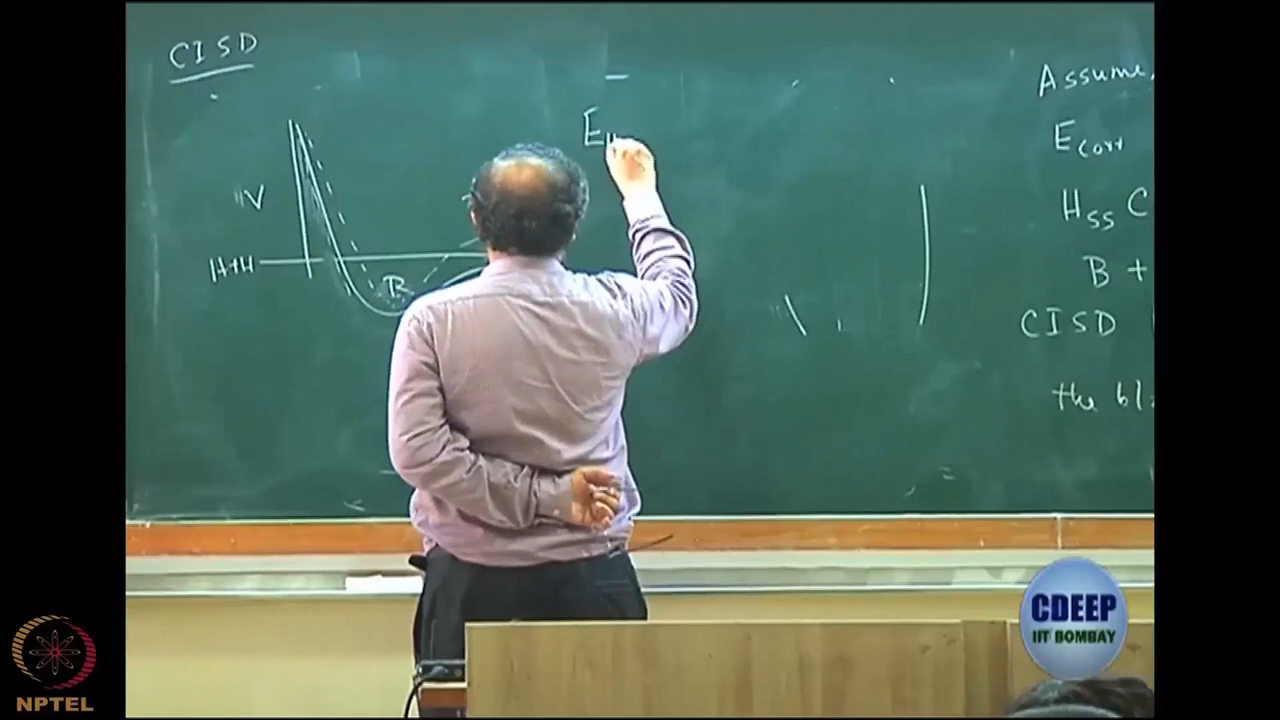 CISD
V
H+H
R
E
Assume
Ecorr
HSS C
B +
CISD
the bl
CDEEP
IIT BOMBAY
NPTEL